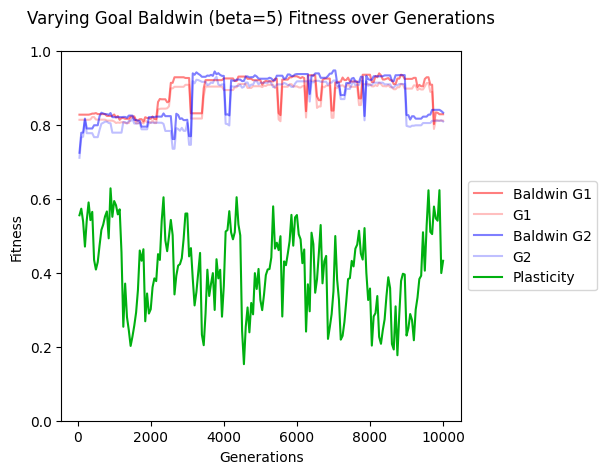 Varying Goal Baldwin (beta=5) Fitness over Generations
1.0
0.8
0.6
0.4
0.2
0.0
Fitness
0 2000 4000 6000 8000 10000
Generations
Baldwin G1
G1
Baldwin G2
G2
Plasticity